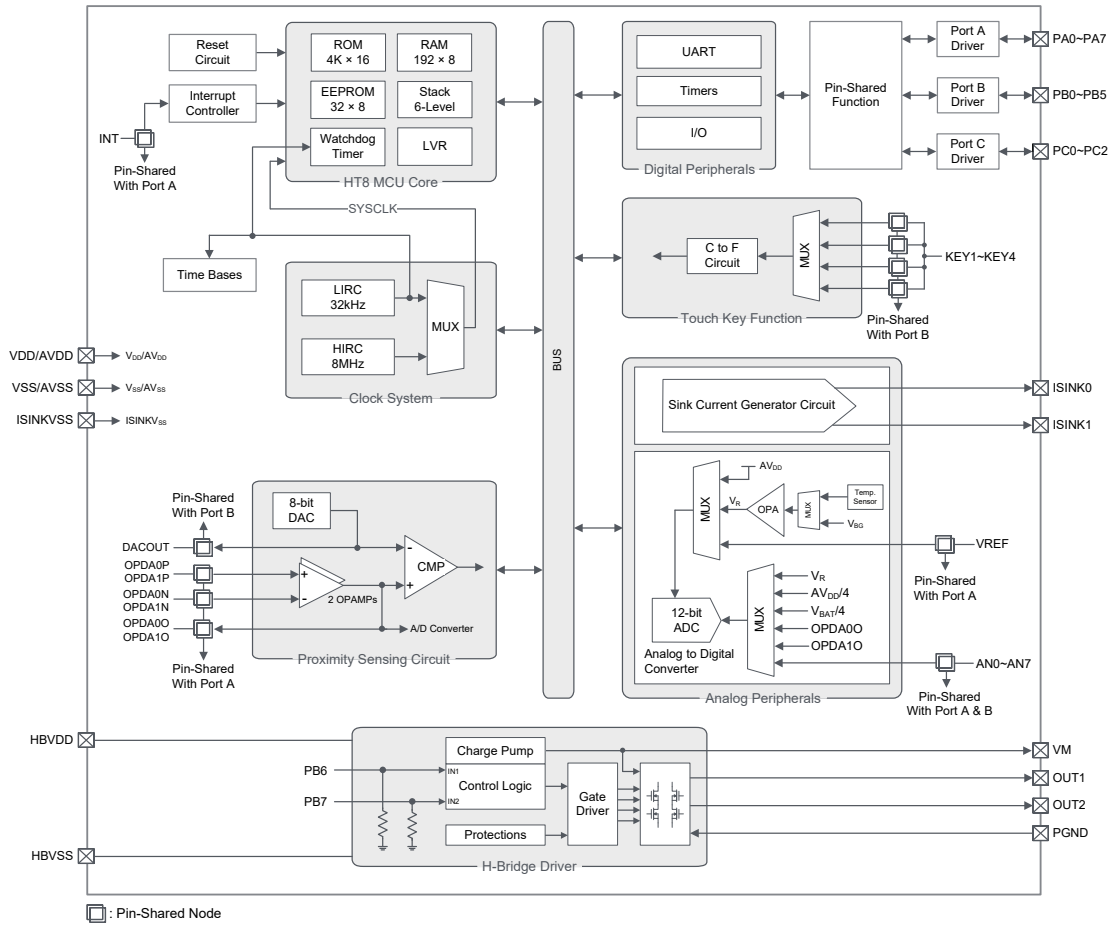 Reset
Circuit
Interrupt
Controller
INT
Pin-Shared
With Port A
ROM
4K × 16
RAM
192 × 8
EEPROM
32 × 8
Stack
6-Level
Watchdog
Timer
LVR
HT8 MCU Core
SYSCLK
Time Bases
LIRC
32kHz
HIRC
8MHz
MUX
Clock System
BUS
UART
Timers
I/O
Digital Peripherals
Pin-Shared
Function
Port A
Driver
Port B
Driver
Port C
Driver
PA0~PA7
PB0~PB5
PC0~PC2
C to F
Circuit
MUX
Touch Key Function
KEY1~KEY4
Pin-Shared
With Port B
VDD/AVDD
VDD/AVDD
VSS/AVSS
VSS/AVSS
ISINKVSS
ISINKVSS
Sink Current Generator Circuit
ISINK0
ISINK1
MUX
AVDD
VR
OPA
MUX
Temp.
Sensor
VBG
VREF
Pin-Shared
With Port A
12-bit
ADC
Analog to Digital
Converter
MUX
VR
AVDD/4
VBAT/4
OPDA0O
OPDA1O
AN0~AN7
Pin-Shared
With Port A & B
Analog Peripherals
Pin-Shared
With Port B
8-bit
DAC
DACOUT
OPDA0P
OPDA1P
OPDA0N
OPDA1N
OPDA0O
OPDA1O
Pin-Shared
With Port A
+
-
2 OPAMPs
-
+
CMP
A/D Converter
Proximity Sensing Circuit
HBVDD
HBVSS
PB6
PB7
Charge Pump
IN1
Control Logic
IN2
Protections
Gate
Driver
H-Bridge Driver
VM
OUT1
OUT2
PGND
: Pin-Shared Node